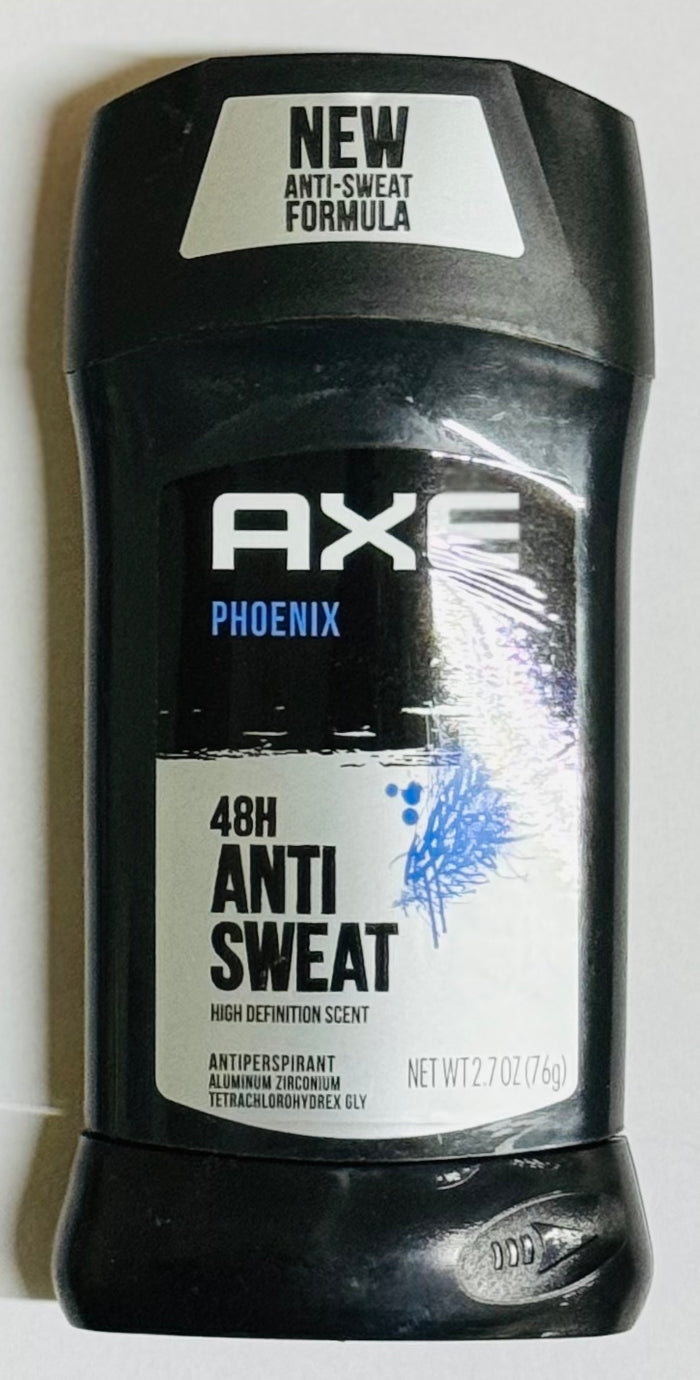 NEW
ANTI-SWEAT
FORMULA
AXE
PHOENIX
48H
ANTI
SWEAT
HIGH DEFINITION SCENT
ANTIPERSPIRANT
ALUMINUM ZIRCONIUM
TETRACHLOROHYDREX GLY
NET WT 2.7 OZ (76g)